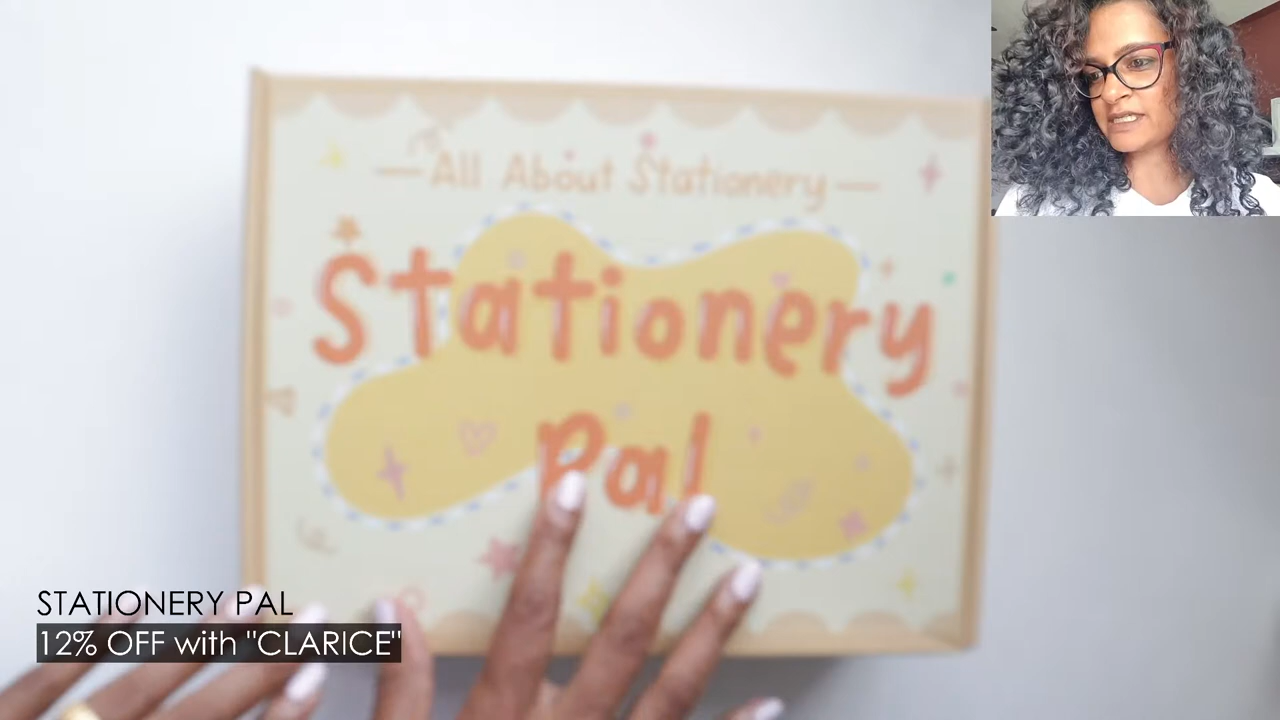 —All About Stationery—
Stationery
Pal
STATIONERY PAL
12% OFF with "CLARICE"